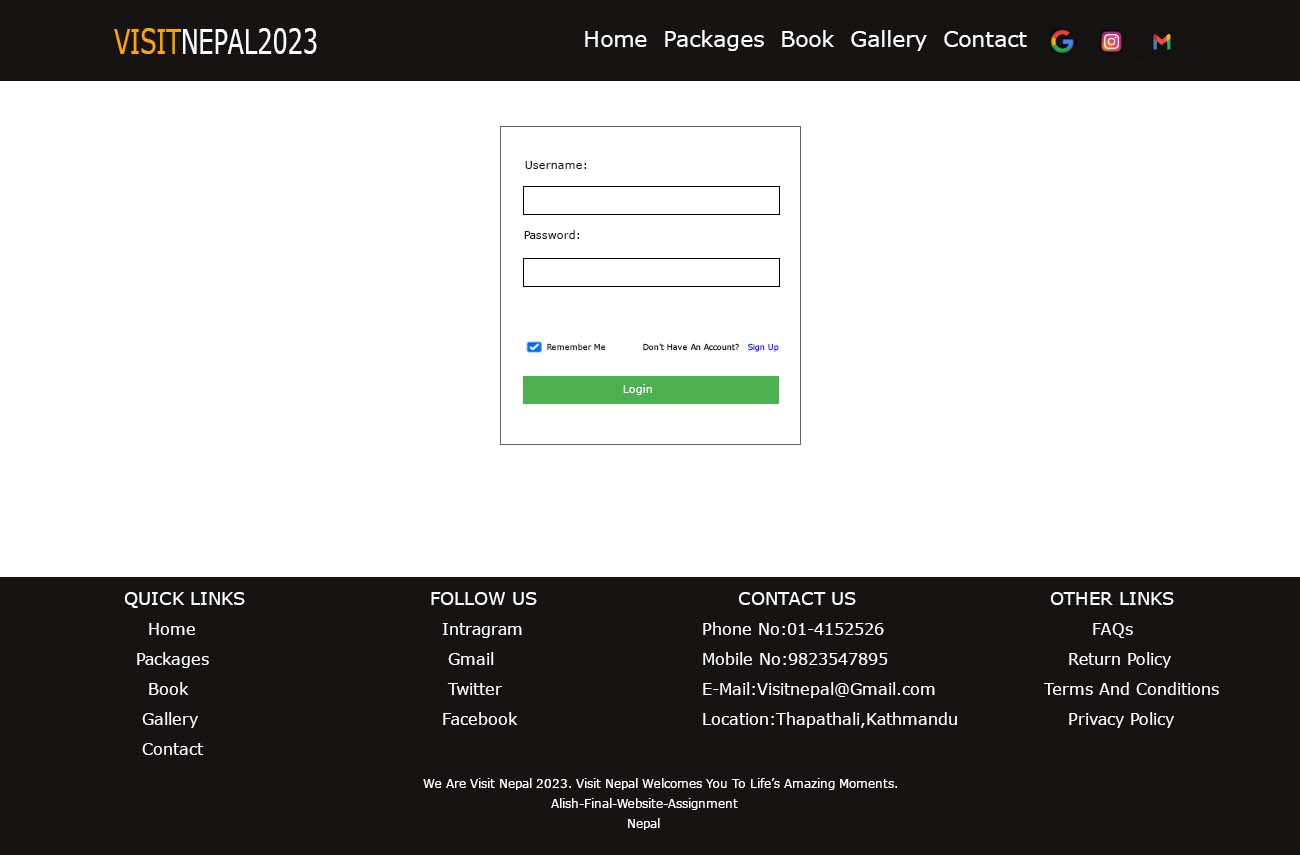 VISITNEPAL2023
Home Packages Book Gallery Contact
Username:
Password:
Remember Me Don't Have An Account? Sign Up
Login
QUICK LINKS FOLLOW US CONTACT US OTHER LINKS
Home Intragram Phone No:01-4152526 FAQs
Packages Gmail Mobile No:9823547895 Return Policy
Book Twitter E-Mail:Visitnepal@Gmail.com Terms And Conditions
Gallery Facebook Location:Thapathali,Kathmandu Privacy Policy
Contact
We Are Visit Nepal 2023. Visit Nepal Welcomes You To Life’s Amazing Moments.
Alish-Final-Website-Assignment
Nepal